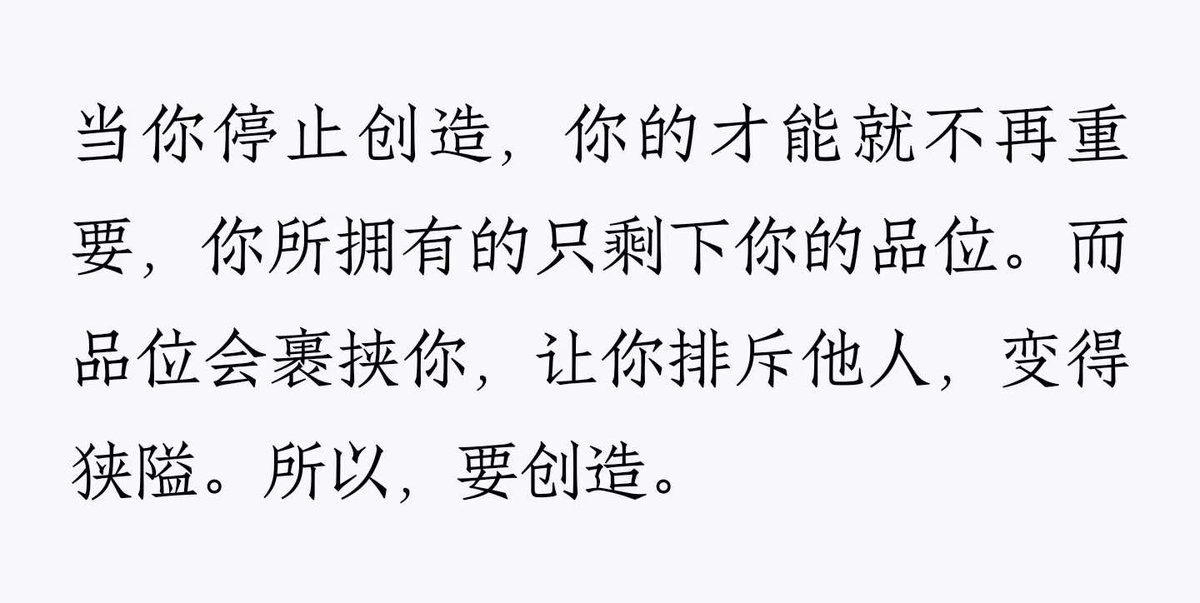 当你停止创造，你的才能就不再重
要，你所拥有的只剩下你的品位。而
品位会裹挟你，让你排斥他人，变得
狭隘。所以，要创造。